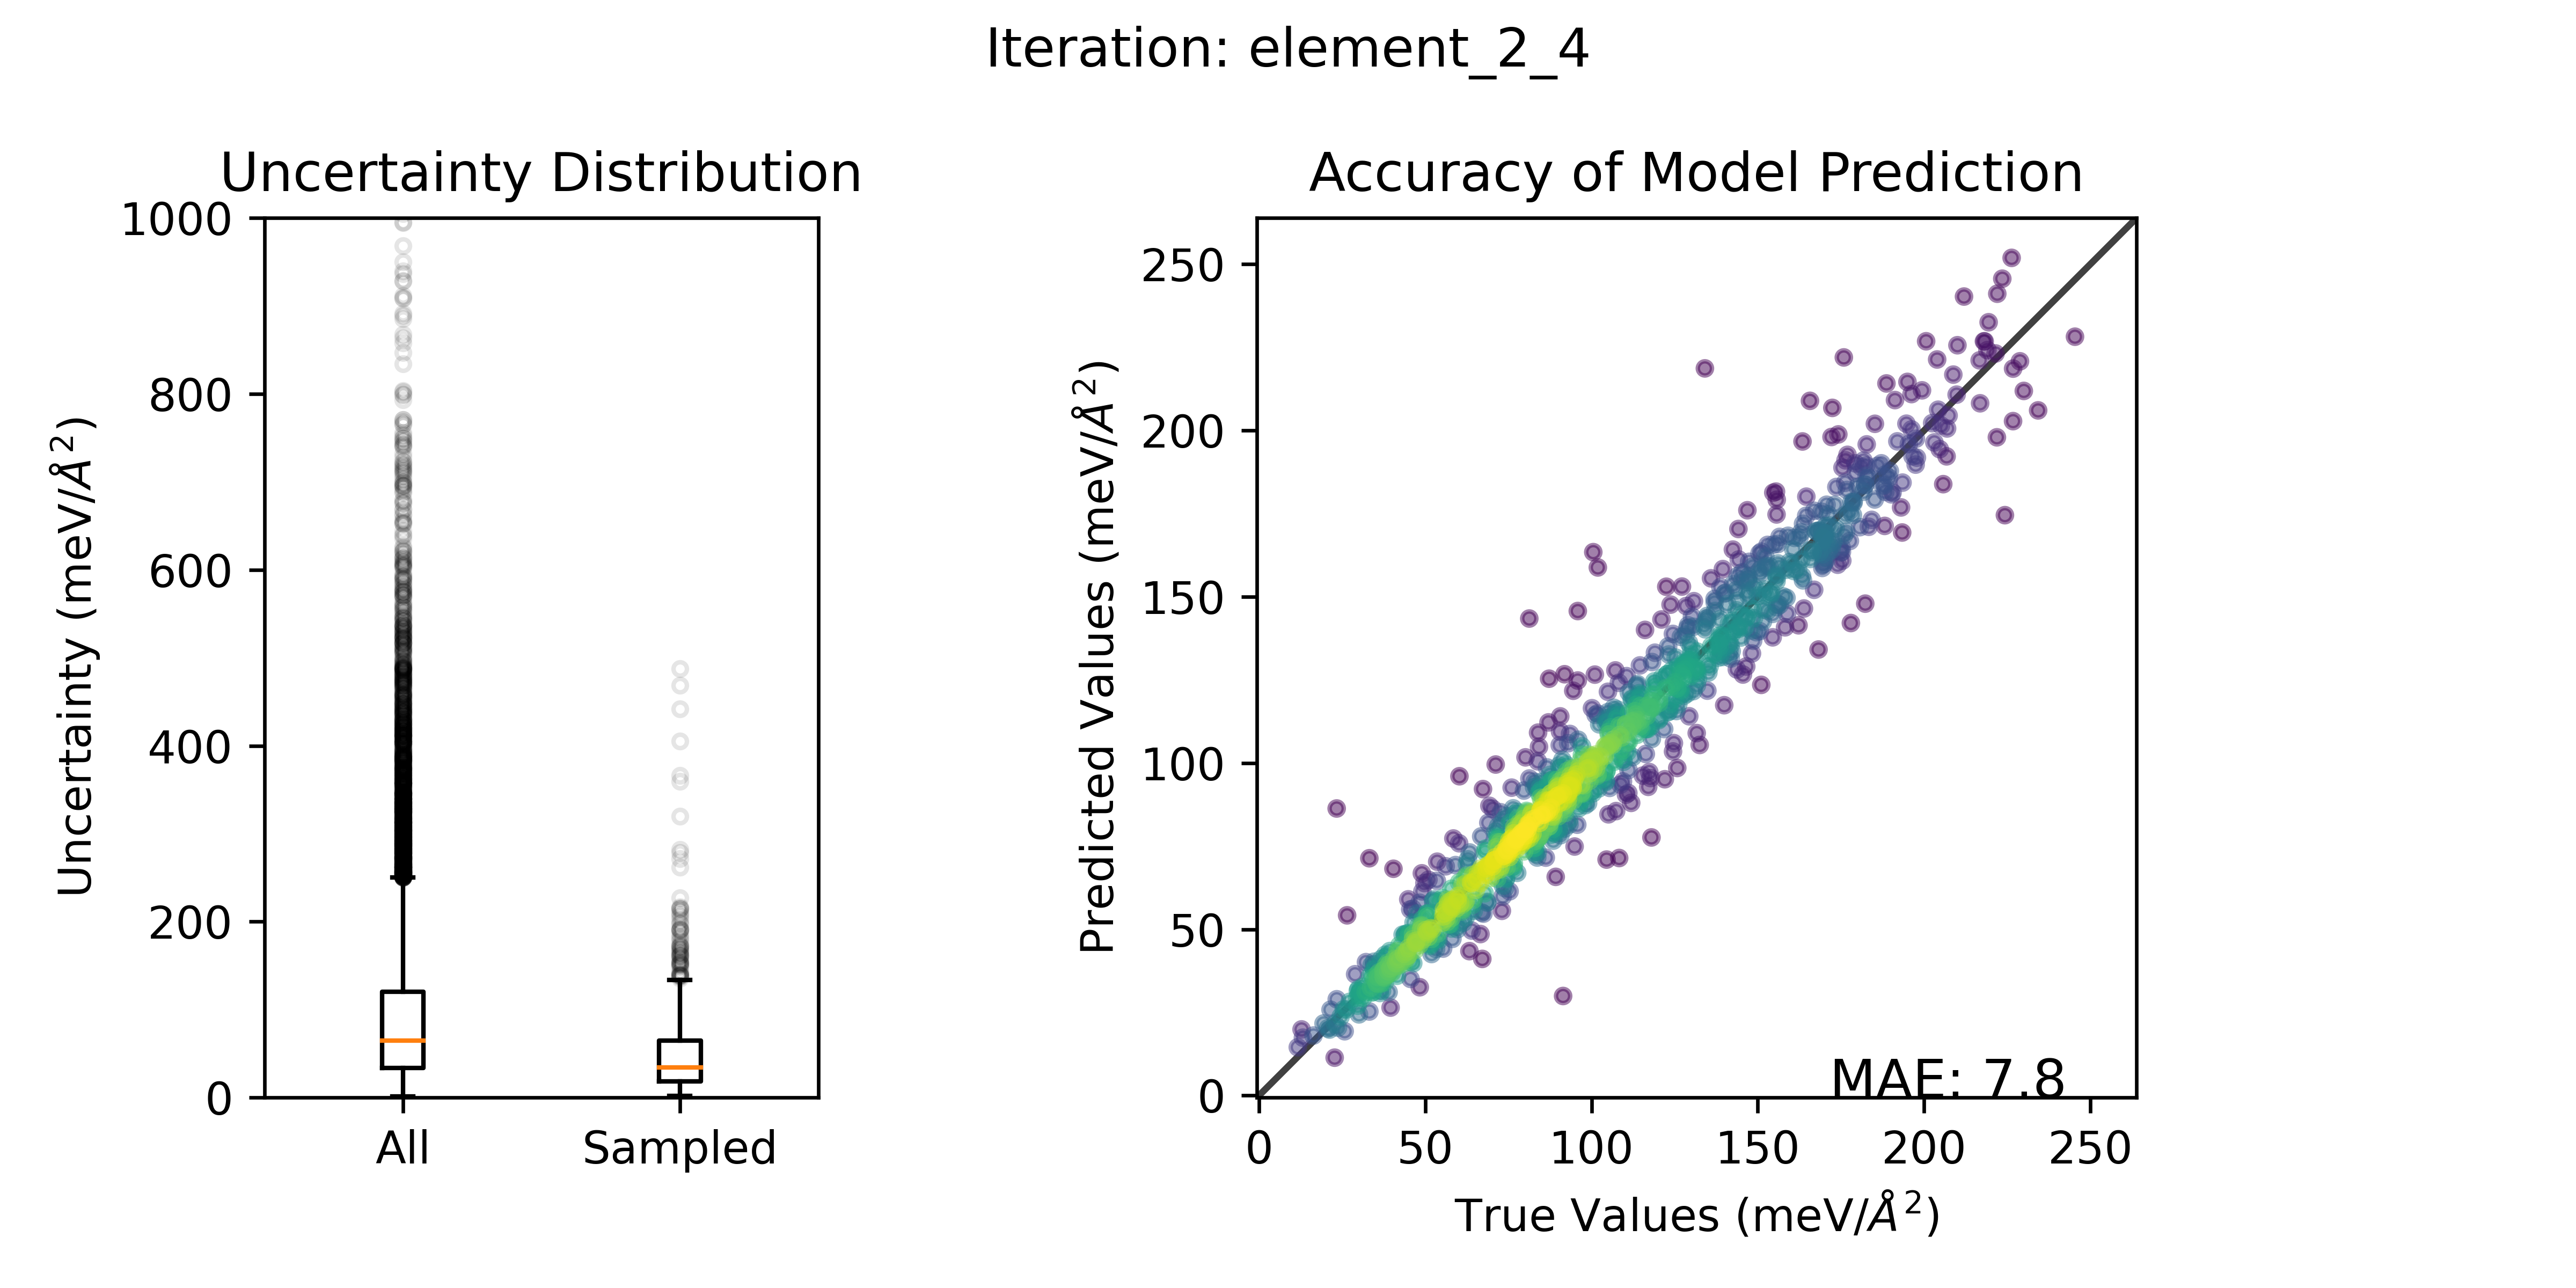 Iteration: element_2_4
Uncertainty Distribution
Uncertainty (meV/Å²)
1000
800
600
400
200
0
All Sampled
Accuracy of Model Prediction
Predicted Values (meV/Å²)
250
200
150
100
50
0
MAE: 7.8
0 50 100 150 200 250
True Values (meV/Å²)